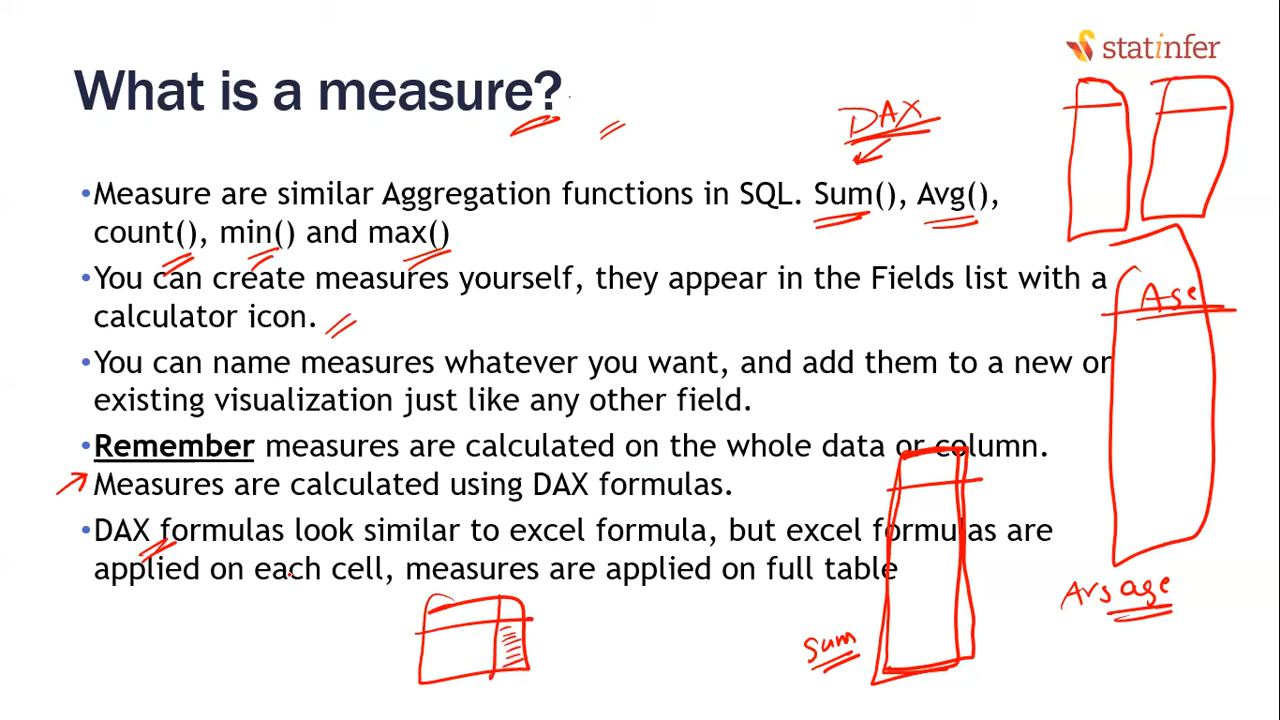 statinfer
What is a measure?
DAX
•Measure are similar Aggregation functions in SQL. Sum(), Avg(),
count(), min() and max()
•You can create measures yourself, they appear in the Fields list with a
calculator icon.
Age
•You can name measures whatever you want, and add them to a new or
existing visualization just like any other field.
•Remember measures are calculated on the whole data or column.
Measures are calculated using DAX formulas.
•DAX formulas look similar to excel formula, but excel formulas are
applied on each cell, measures are applied on full table
Avg age
Sum